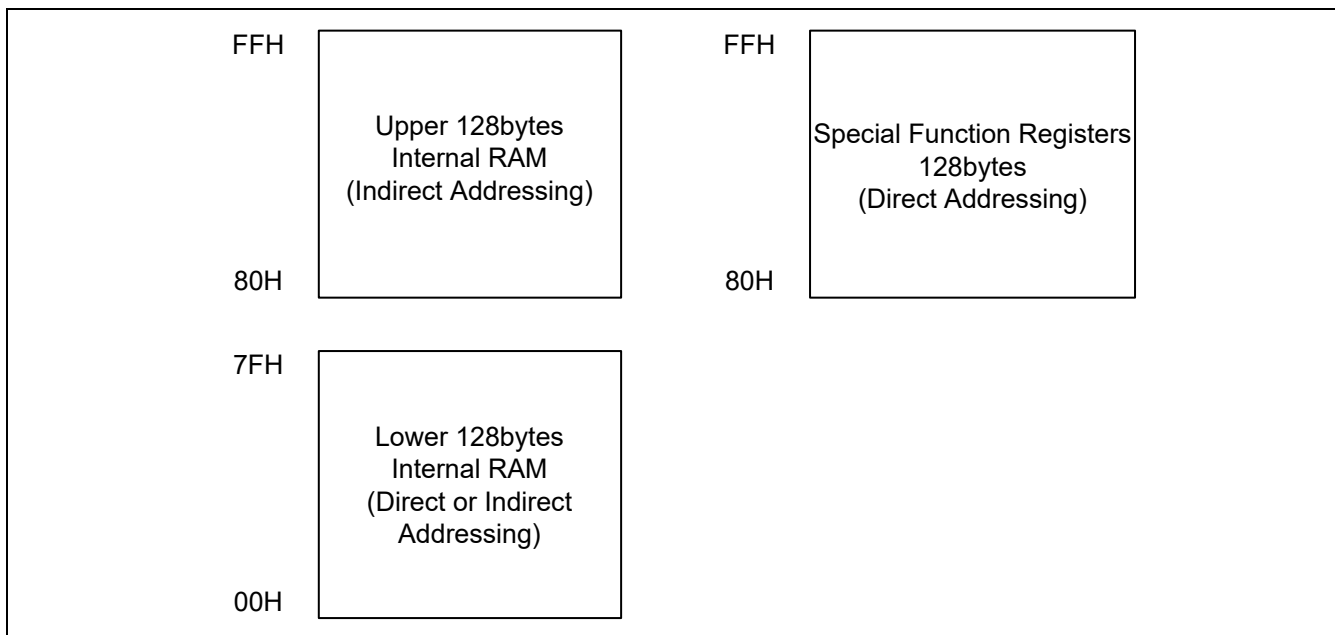 FFH
Upper 128bytes
Internal RAM
(Indirect Addressing)
80H
FFH
Special Function Registers
128bytes
(Direct Addressing)
80H
7FH
Lower 128bytes
Internal RAM
(Direct or Indirect
Addressing)
00H